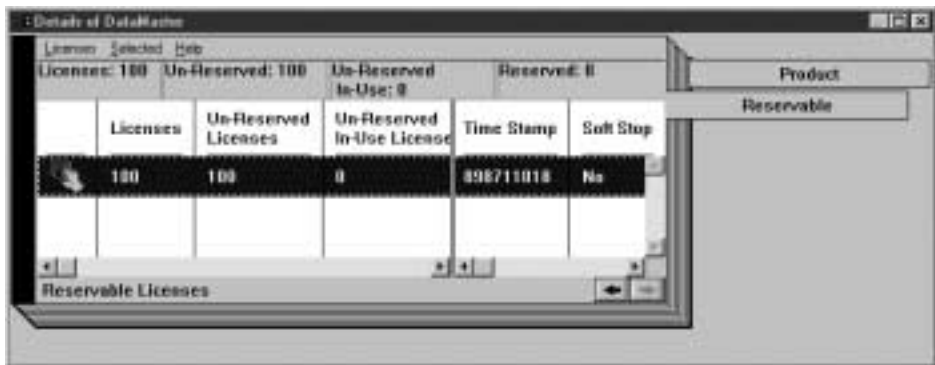 Details of DataMaster
Licenses Selected Help
Licenses: 100 Un-Reserved: 100 Un-Reserved In-Use: 0 Reserved: 0
Product
Reservable
Licenses Un-Reserved Licenses Un-Reserved In-Use License Time Stamp Soft Stop
100 100 0 898711018 No
Reservable Licenses